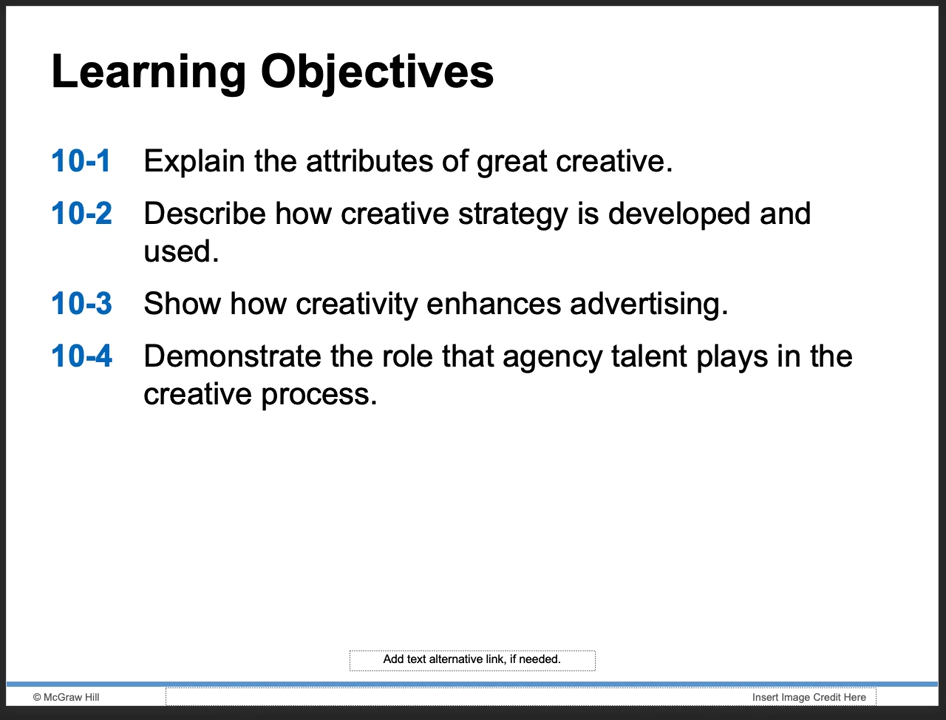 Learning Objectives
10-1 Explain the attributes of great creative.
10-2 Describe how creative strategy is developed and
used.
10-3 Show how creativity enhances advertising.
10-4 Demonstrate the role that agency talent plays in the
creative process.
Add text alternative link, if needed.
© McGraw Hill
Insert Image Credit Here